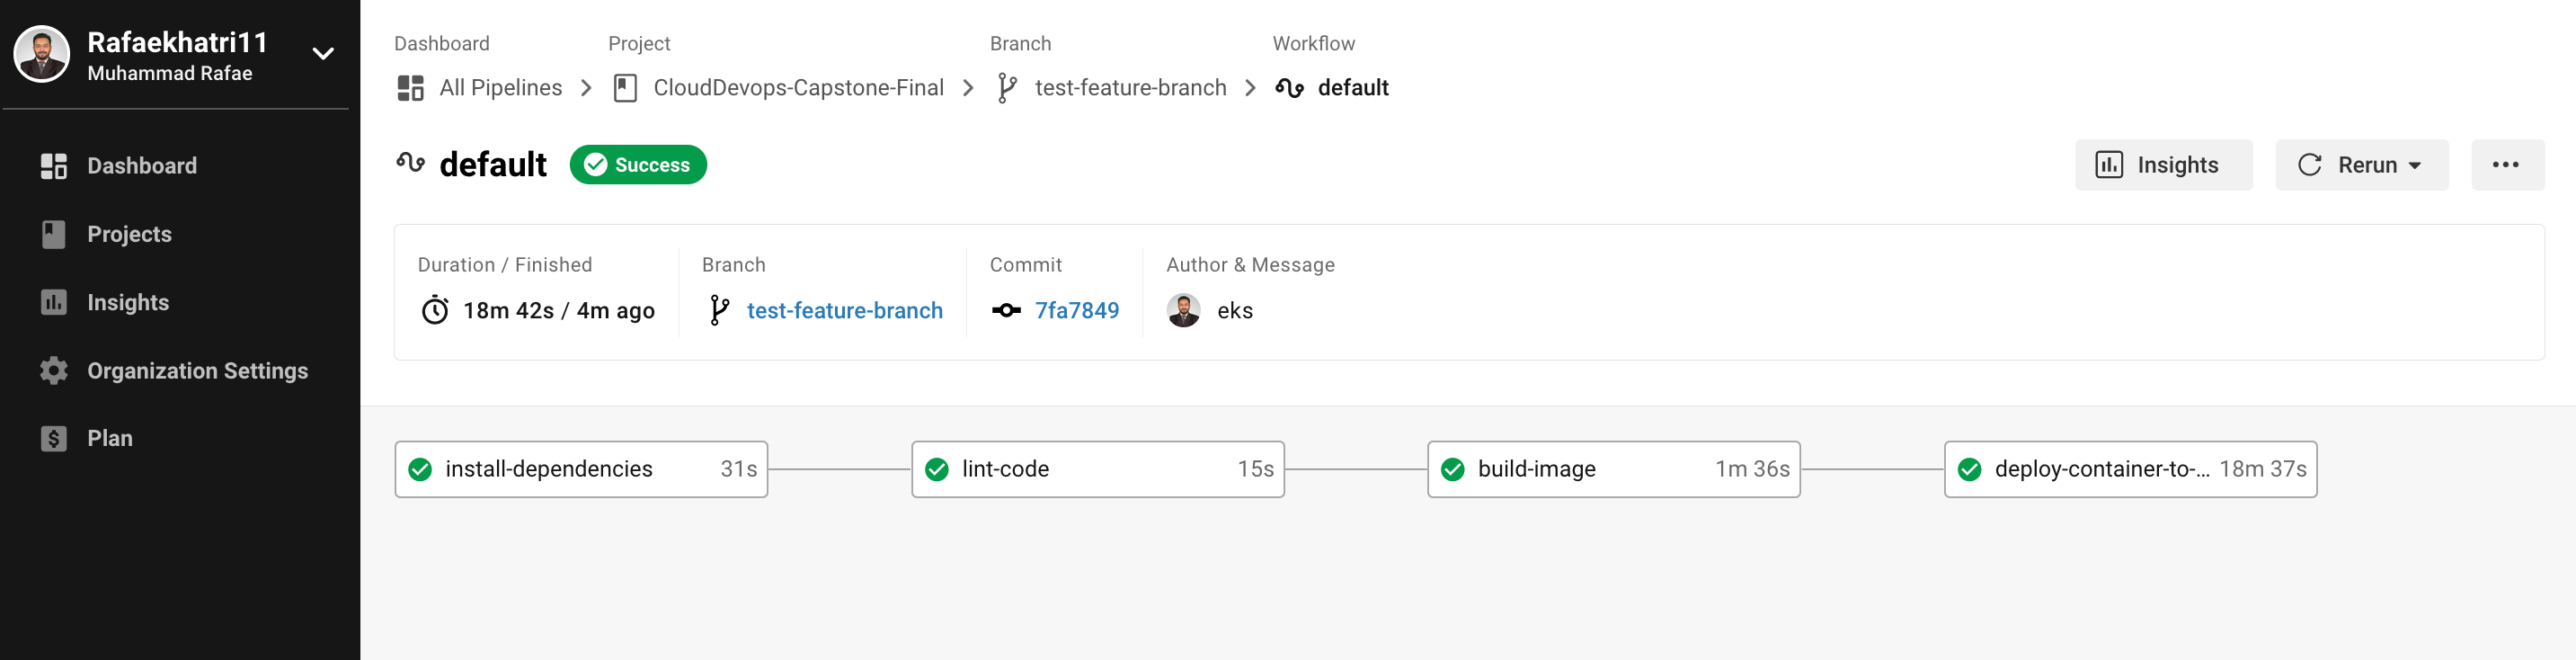 Rafaekhatri11
Muhammad Rafae
Dashboard
Projects
Insights
Organization Settings
Plan
Dashboard
Project
Branch
Workflow
All Pipelines
CloudDevops-Capstone-Final
test-feature-branch
default
default
Success
Insights
Rerun
Duration / Finished
Branch
Commit
Author & Message
18m 42s / 4m ago
test-feature-branch
7fa7849
eks
install-dependencies 31s
lint-code 15s
build-image 1m 36s
deploy-container-to-... 18m 37s